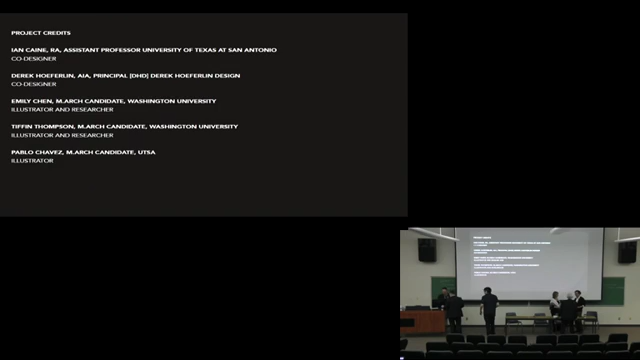 PROJECT CREDITS
IAN CAINE, RA, ASSISTANT PROFESSOR UNIVERSITY OF TEXAS AT SAN ANTONIO
CO-DESIGNER
DEREK HOEFERLIN, AIA, PRINCIPAL [DHD] DEREK HOEFERLIN DESIGN
CO-DESIGNER
EMILY CHEN, M.ARCH CANDIDATE, WASHINGTON UNIVERSITY
ILLUSTRATOR AND RESEARCHER
TIFFIN THOMPSON, M.ARCH CANDIDATE, WASHINGTON UNIVERSITY
ILLUSTRATOR AND RESEARCHER
PABLO CHAVEZ, M.ARCH CANDIDATE, UTSA
ILLUSTRATOR